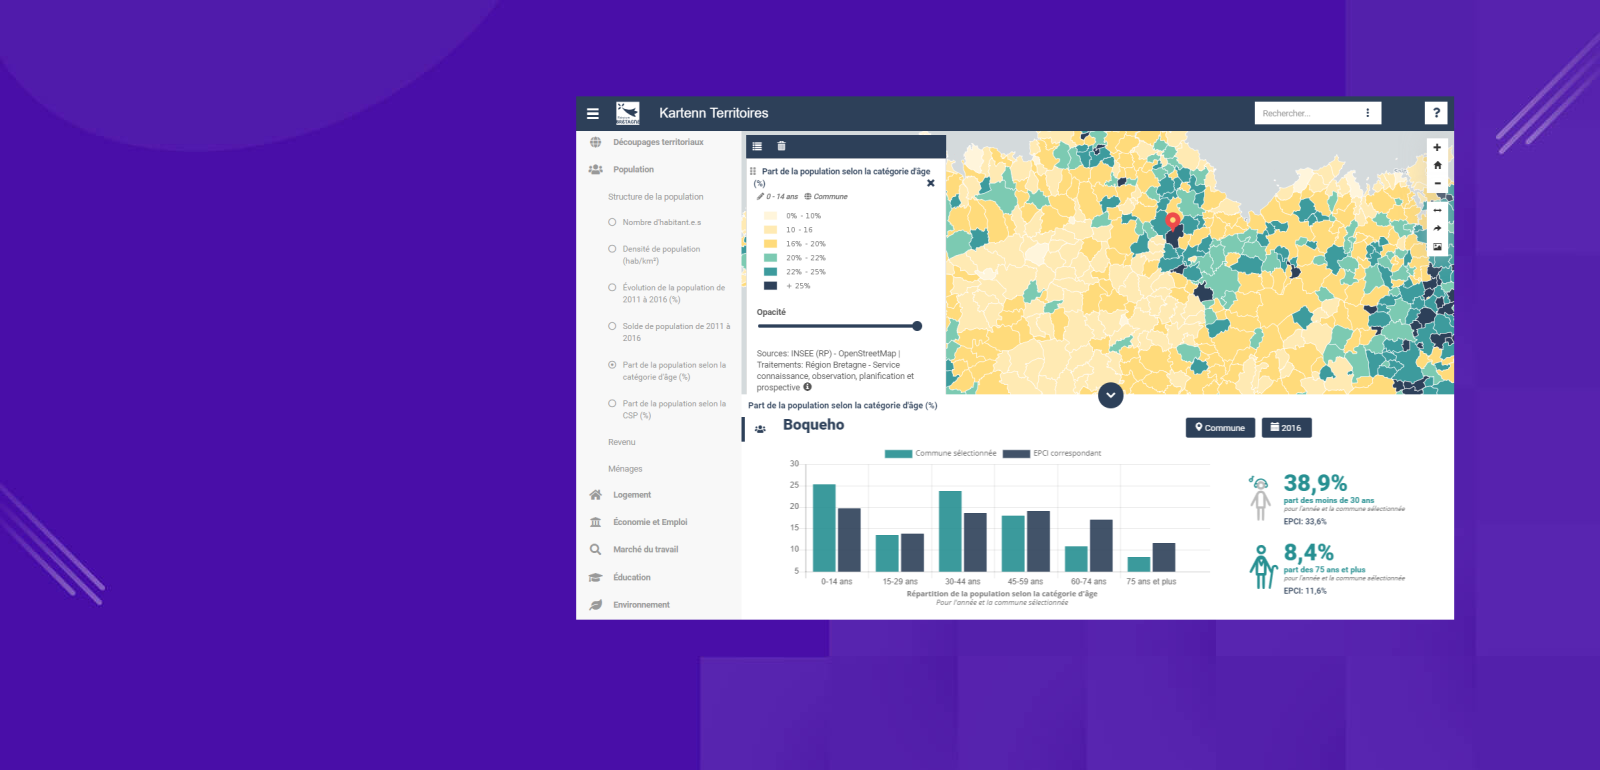 BRETAGNE
Kartenn Territoires
Rechercher...
?
Découpages territoriaux
Population
Structure de la population
Nombre d'habitant.e.s
Densité de population
(hab/km²)
Évolution de la population de
2011 à 2016 (%)
Solde de population de 2011 à
2016
Part de la population selon la
catégorie d'âge (%)
Part de la population selon la
CSP (%)
Revenu
Ménages
Logement
Économie et Emploi
Marché du travail
Éducation
Environnement
Part de la population selon la catégorie d'âge
(%)
0 - 14 ans Commune
0% - 10%
10 - 16
16% - 20%
20% - 22%
22% - 25%
+ 25%
Opacité
Sources: INSEE (RP) - OpenStreetMap |
Traitements: Région Bretagne - Service
connaissance, observation, planification et
prospective
Part de la population selon la catégorie d'âge (%)
Boqueho
Commune 2016
Commune sélectionnée EPCI correspondant
30
25
20
15
10
5
0-14 ans 15-29 ans 30-44 ans 45-59 ans 60-74 ans 75 ans et plus
Répartition de la population selon la catégorie d'âge
Pour l'année et la commune sélectionnée
38,9%
part des moins de 30 ans
pour l'année et la commune sélectionnée
EPCI: 33,6%
8,4%
part des 75 ans et plus
pour l'année et la commune sélectionnée
EPCI: 11,6%